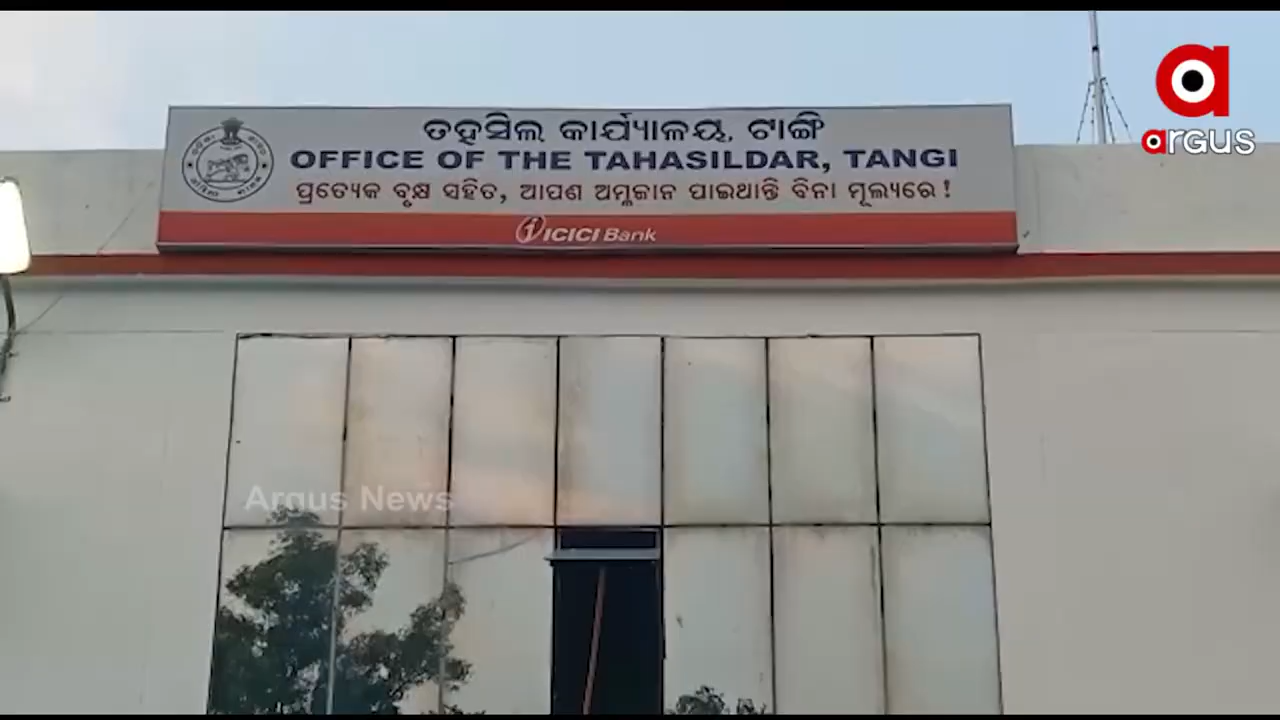 ତହସିଲ କାର୍ଯ୍ୟାଳୟ, ଟାଙ୍ଗି
OFFICE OF THE TAHASILDAR, TANGI
ପ୍ରତ୍ୟେକ ବୃକ୍ଷ ସହିତ, ଆପଣ ଅମ୍ଳଜାନ ପାଇଥାନ୍ତି ବିନା ମୂଲ୍ୟରେ!
ICICI Bank
a
argus
Argus News